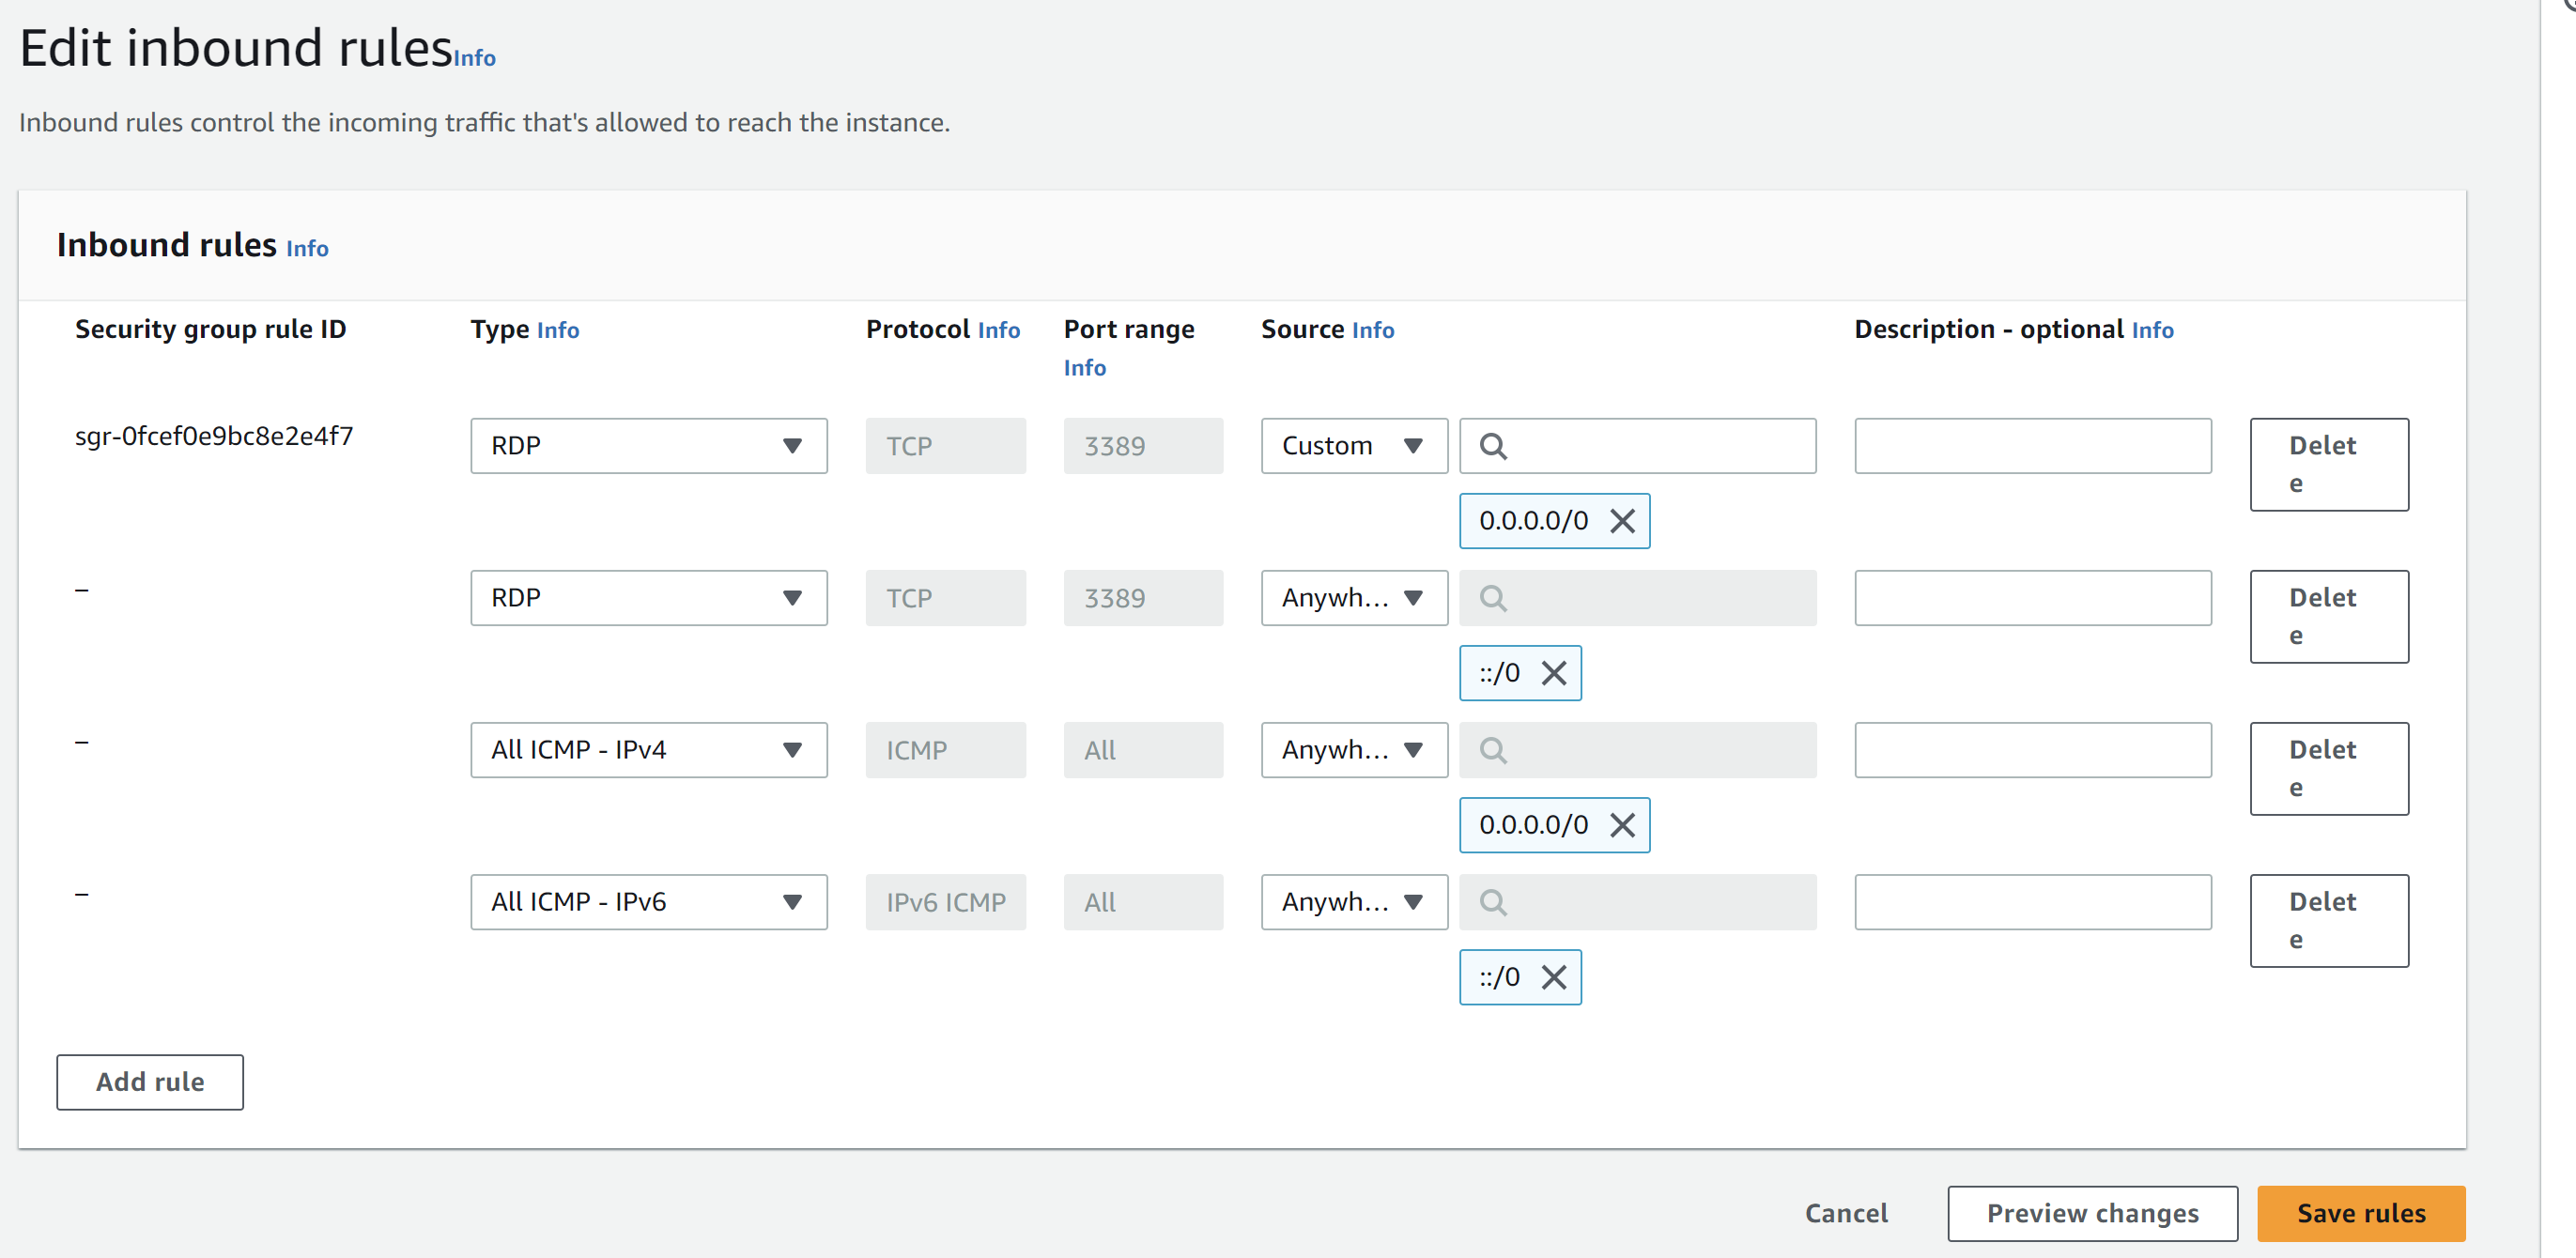 Edit inbound rules Info
Inbound rules control the incoming traffic that's allowed to reach the instance.
Inbound rules Info
Security group rule ID Type Info Protocol Info Port range Info Source Info Description - optional Info
sgr-0fcef0e9bc8e2e4f7 RDP TCP 3389 Custom Delete
0.0.0.0/0
– RDP TCP 3389 Anywh... Delete
::/0
– All ICMP - IPv4 ICMP All Anywh... Delete
0.0.0.0/0
– All ICMP - IPv6 IPv6 ICMP All Anywh... Delete
::/0
Add rule
Cancel Preview changes Save rules